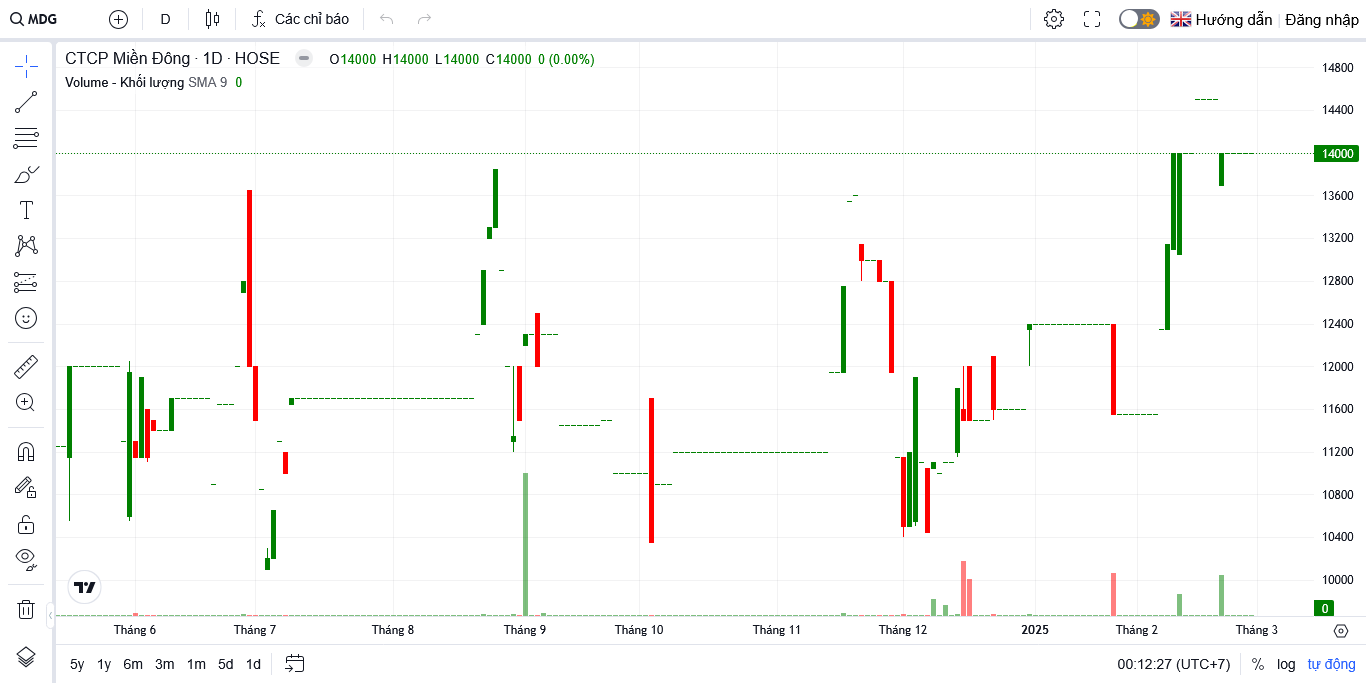 MDG D Các chỉ báo Hướng dẫn Đăng nhập
CTCP Miền Đông · 1D · HOSE O14000 H14000 L14000 C14000 0 (0.00%)
Volume - Khối lượng SMA 9 0
14800
14400
14000
13600
13200
12800
12400
12000
11600
11200
10800
10400
10000
0
Tháng 6 Tháng 7 Tháng 8 Tháng 9 Tháng 10 Tháng 11 Tháng 12 2025 Tháng 2 Tháng 3
5y 1y 6m 3m 1m 5d 1d 00:12:27 (UTC+7) % log tự động